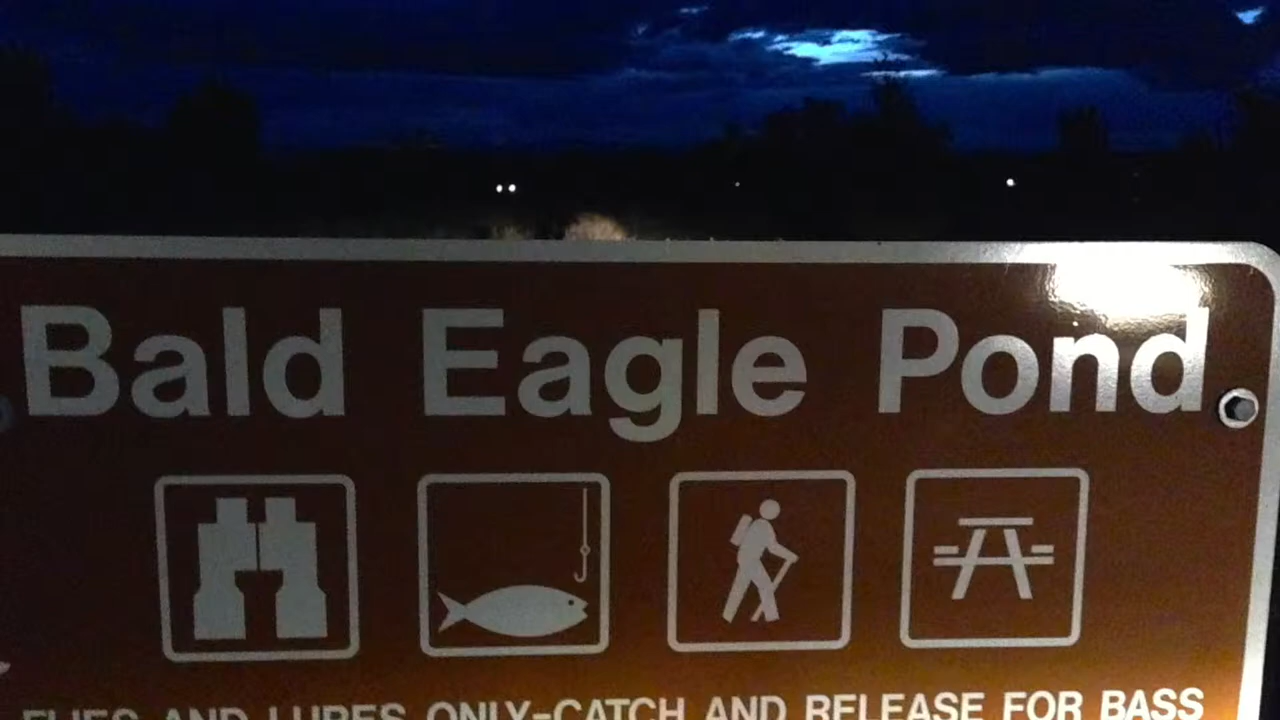 Bald Eagle Pond
FLIES AND LURES ONLY-CATCH AND RELEASE FOR BASS